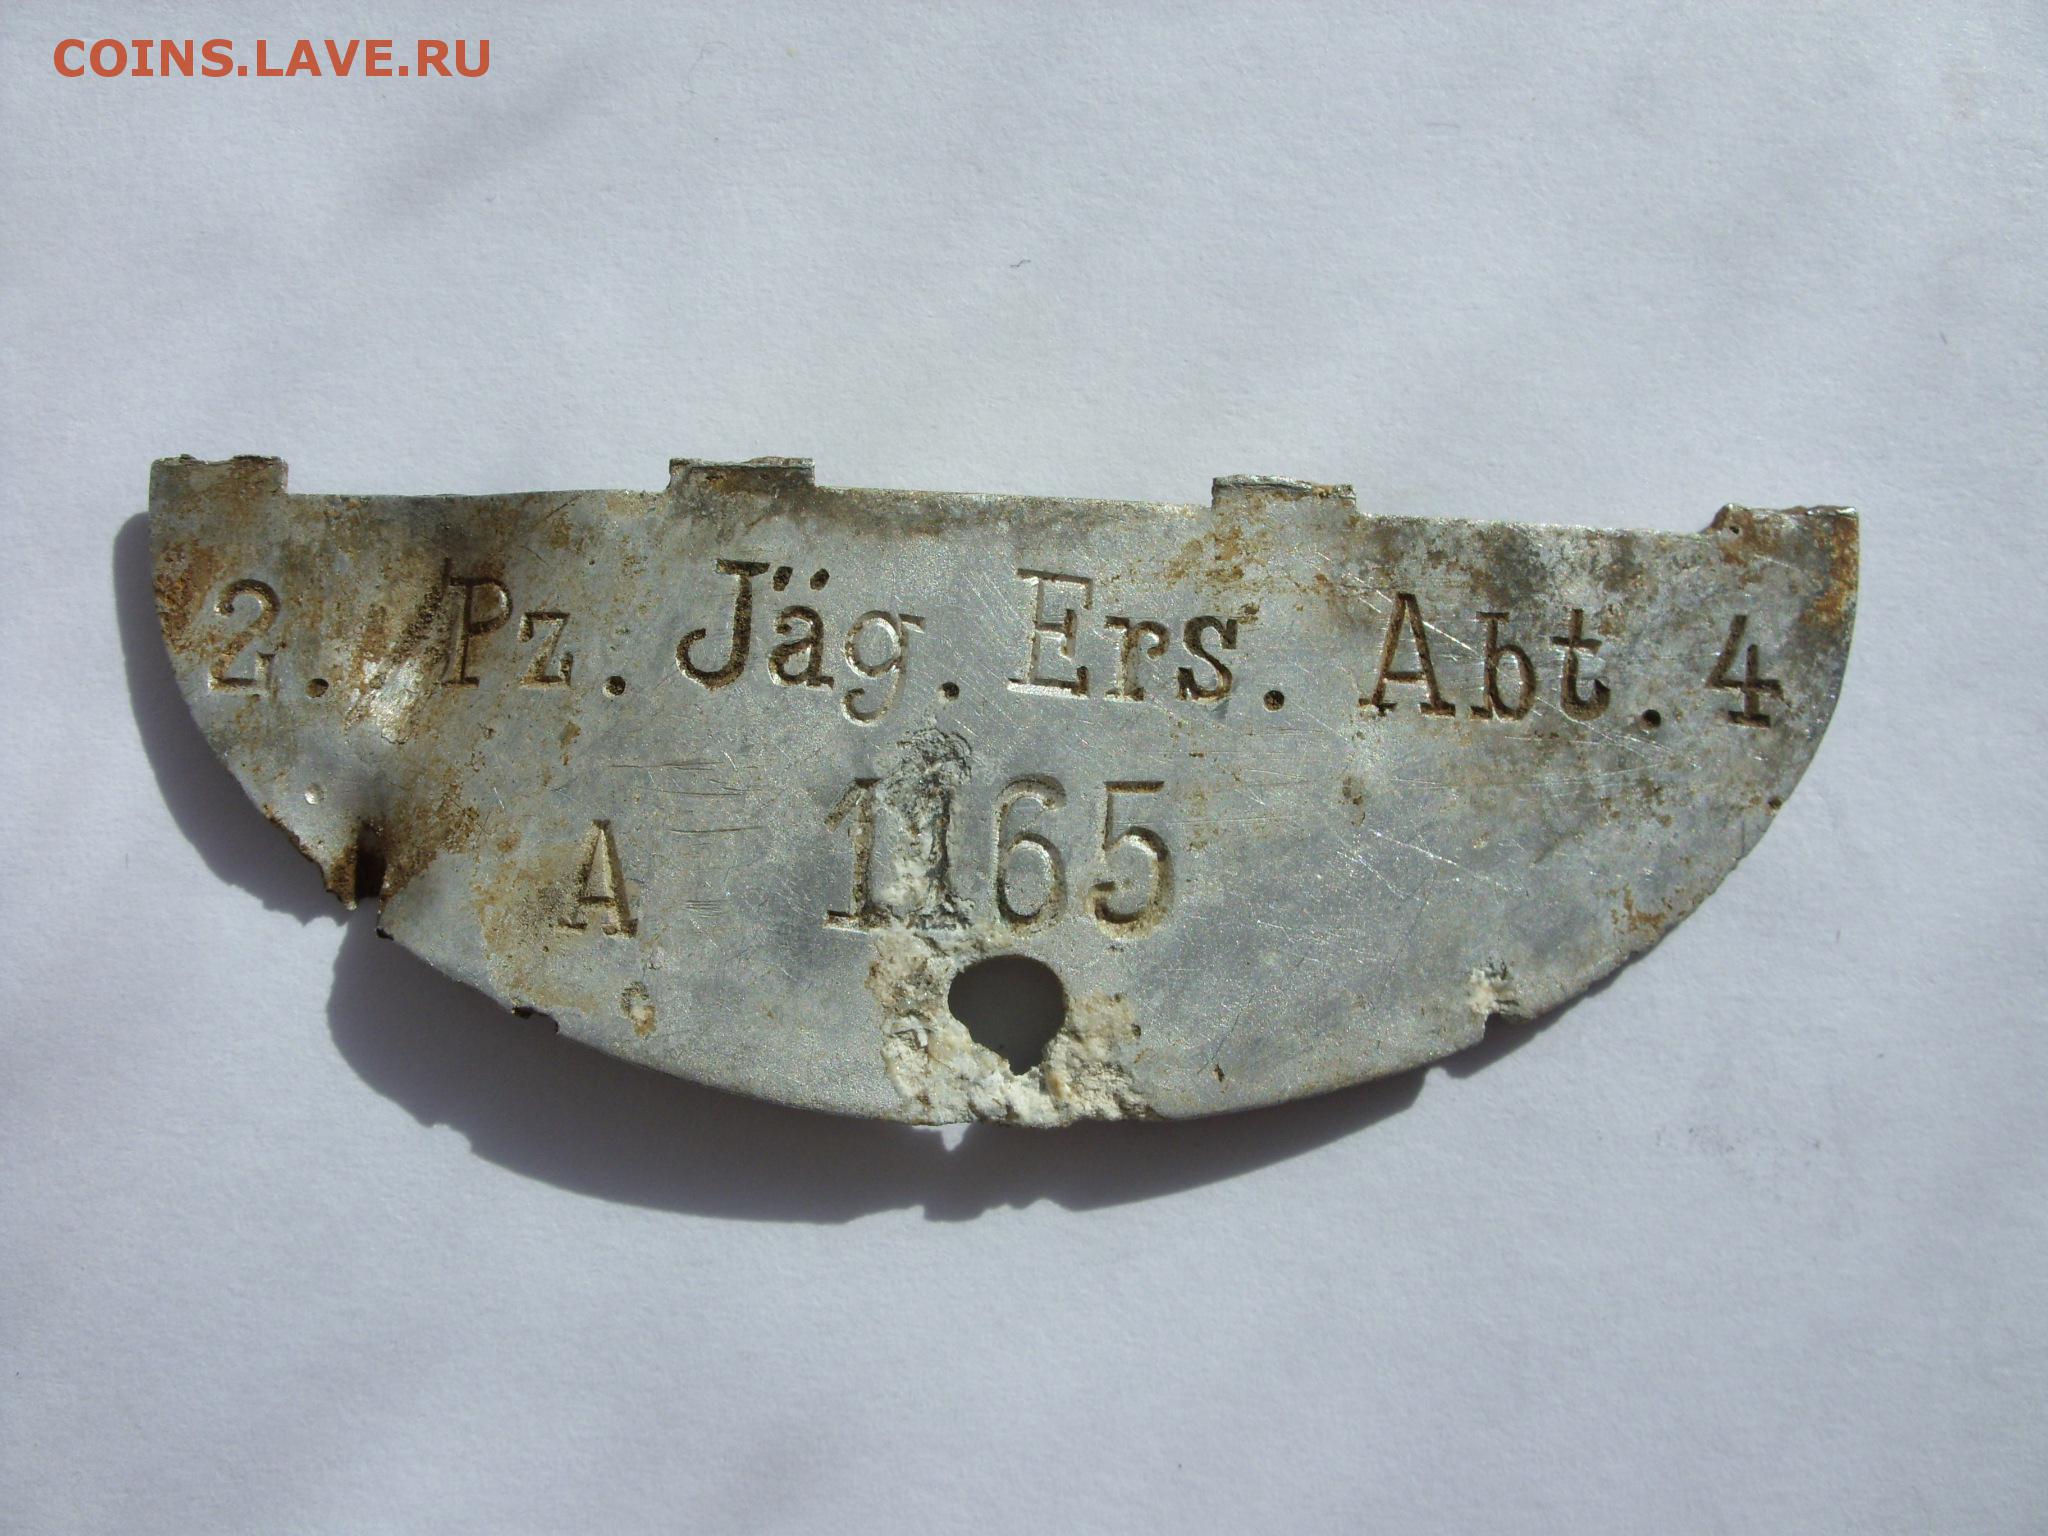 COINS.LAVE.RU
2. Pz. Jäg. Ers. Abt. 4
A 1165